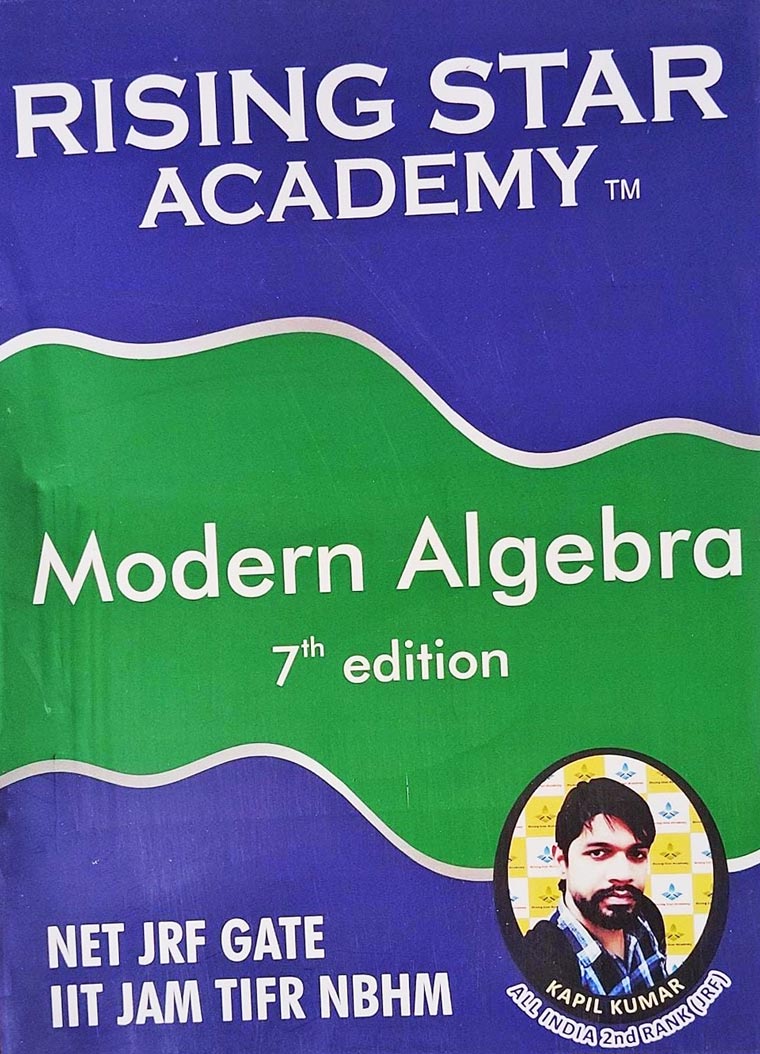 RISING STAR
ACADEMY TM
Modern Algebra
7th edition
NET JRF GATE
IIT JAM TIFR NBHM
KAPIL KUMAR
ALL INDIA 2nd RANK (JRF)